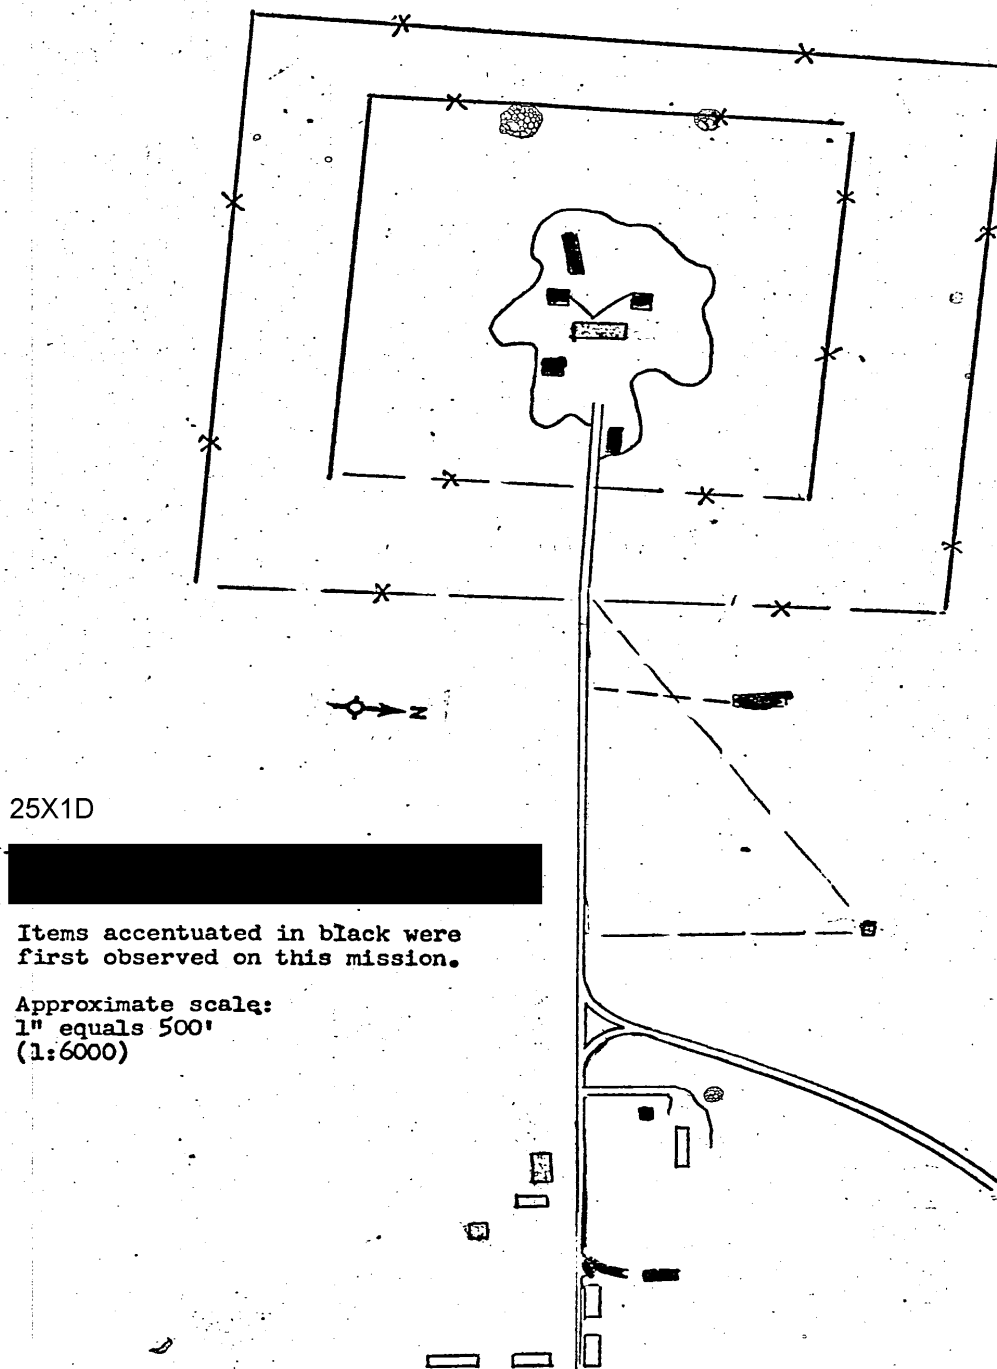 N
25X1D
Items accentuated in black were
first observed on this mission.
Approximate scale:
1" equals 500'
(1:6000)